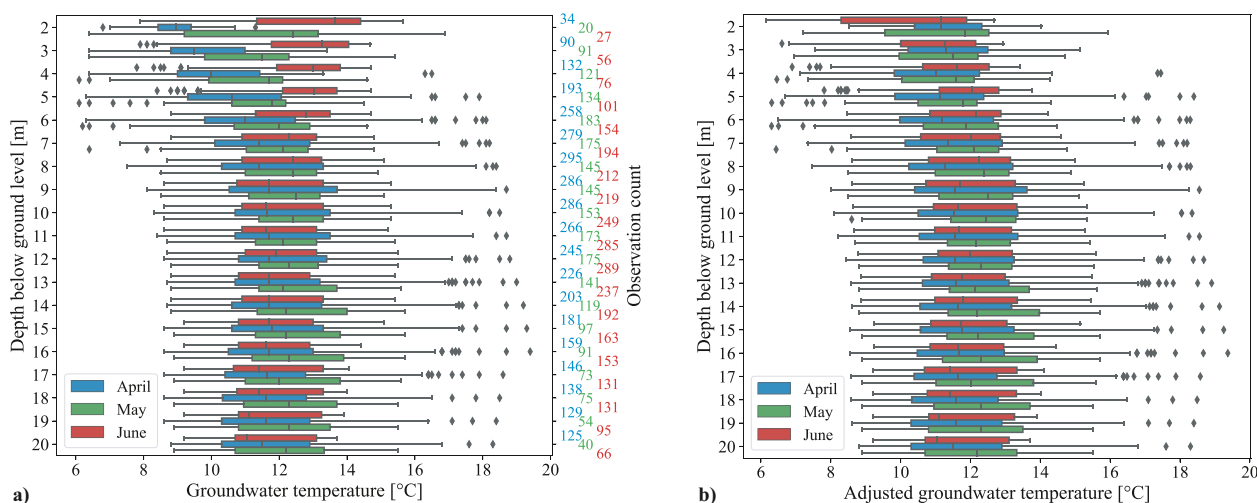 2 34 20 27
3 90 91 56
4 132 121 76
5 193 134 101
6 258 183 154
7 279 175 194
8 295 145 212
9 286 145 219
10 286 153 249
11 266 173 285
12 245 175 289
13 226 141 237
14 203 119 192
15 181 97 163
16 159 91 153
17 146 73 131
18 138 75 131
19 129 54 95
20 125 40 66
Depth below ground level [m]
Observation count
April
May
June
6 8 10 12 14 16 18 20
a) Groundwater temperature [°C]
2
3
4
5
6
7
8
9
10
11
12
13
14
15
16
17
18
19
20
Depth below ground level [m]
April
May
June
6 8 10 12 14 16 18 20
b) Adjusted groundwater temperature [°C]